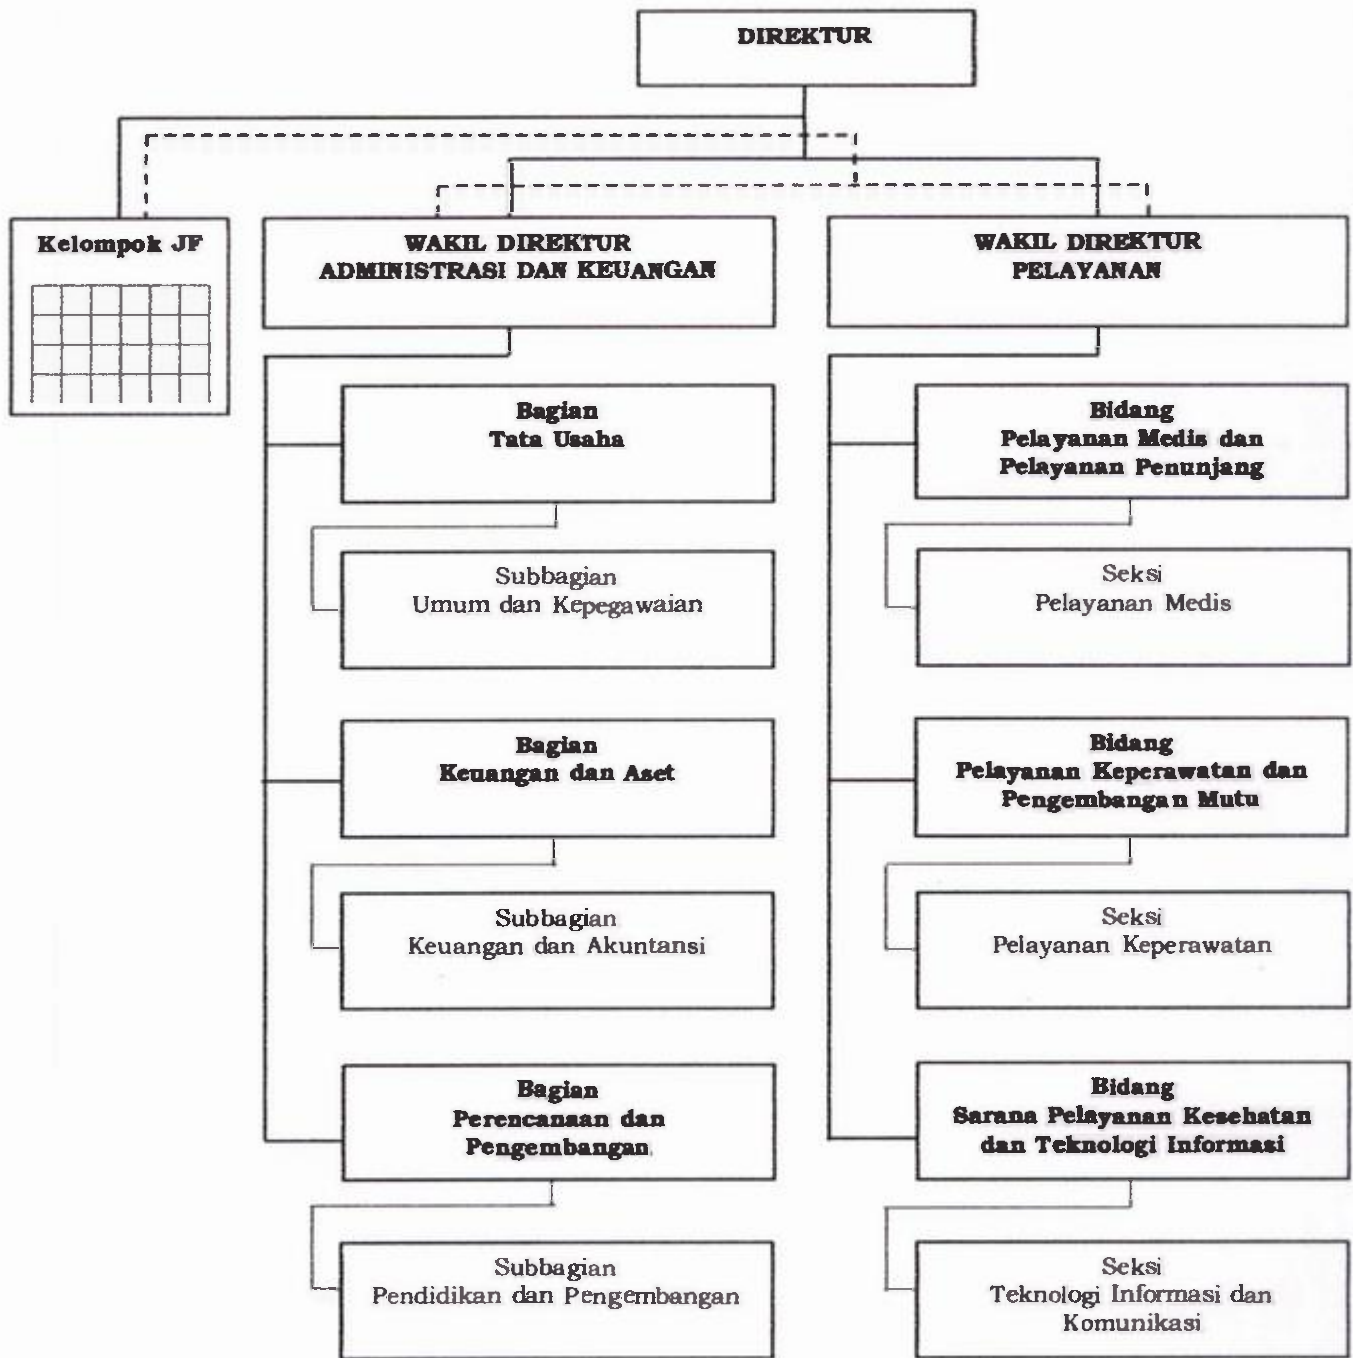 DIREKTUR
Kelompok JF
WAKIL DIREKTUR
ADMINISTRASI DAN KEUANGAN
WAKIL DIREKTUR
PELAYANAN
Bagian
Tata Usaha
Subbagian
Umum dan Kepegawaian
Bagian
Keuangan dan Aset
Subbagian
Keuangan dan Akuntansi
Bagian
Perencanaan dan
Pengembangan
Subbagian
Pendidikan dan Pengembangan
Bidang
Pelayanan Medis dan
Pelayanan Penunjang
Seksi
Pelayanan Medis
Bidang
Pelayanan Keperawatan dan
Pengembangan Mutu
Seksi
Pelayanan Keperawatan
Bidang
Sarana Pelayanan Kesehatan
dan Teknologi Informasi
Seksi
Teknologi Informasi dan
Komunikasi